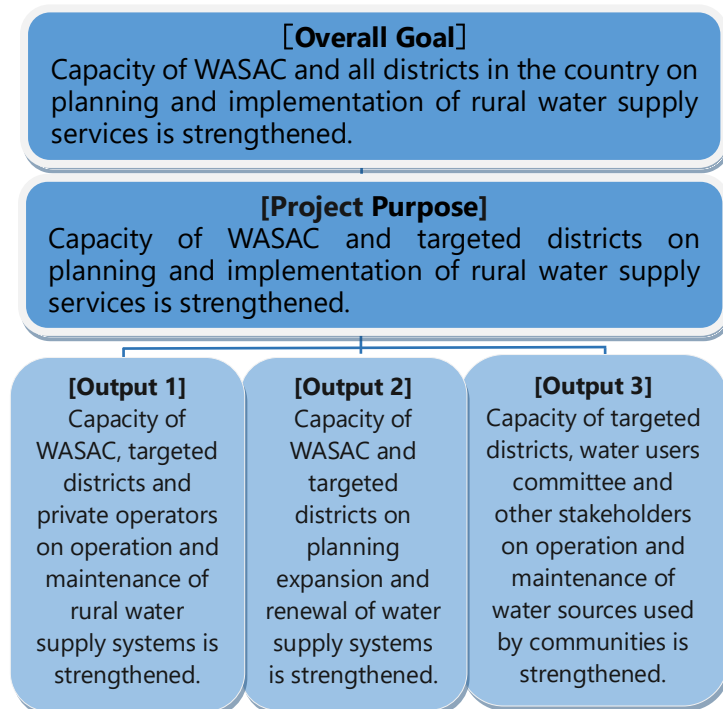 ［Overall Goal］
Capacity of WASAC and all districts in the country on
planning and implementation of rural water supply
services is strengthened.
[Project Purpose]
Capacity of WASAC and targeted districts on
planning and implementation of rural water supply
services is strengthened.
[Output 1]
Capacity of
WASAC, targeted
districts and
private operators
on operation and
maintenance of
rural water
supply systems is
strengthened.
[Output 2]
Capacity of
WASAC and
targeted
districts on
planning
expansion and
renewal of water
supply systems
is strengthened.
[Output 3]
Capacity of targeted
districts, water users
committee and
other stakeholders
on operation and
maintenance of
water sources used
by communities is
strengthened.